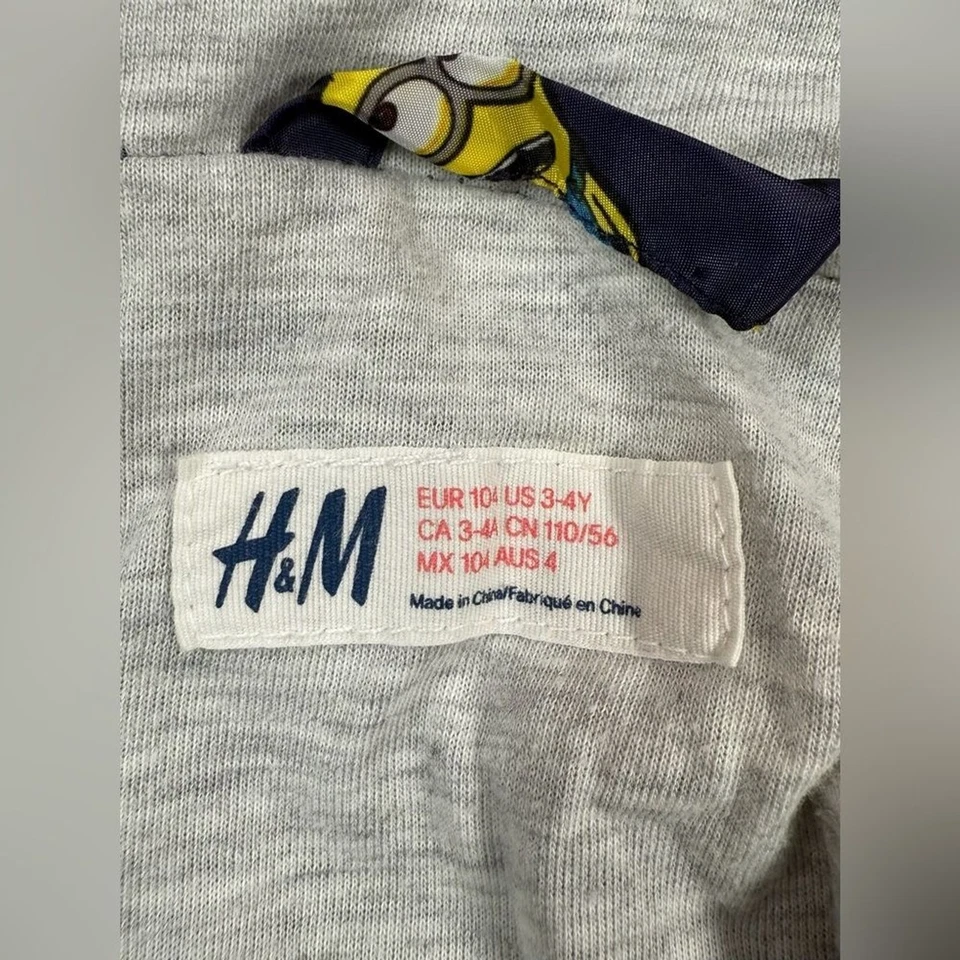 H&M
EUR 104 US 3-4Y
CA 3-4A CN 110/56
MX 104 AUS 4
Made in China/Fabriqué en Chine